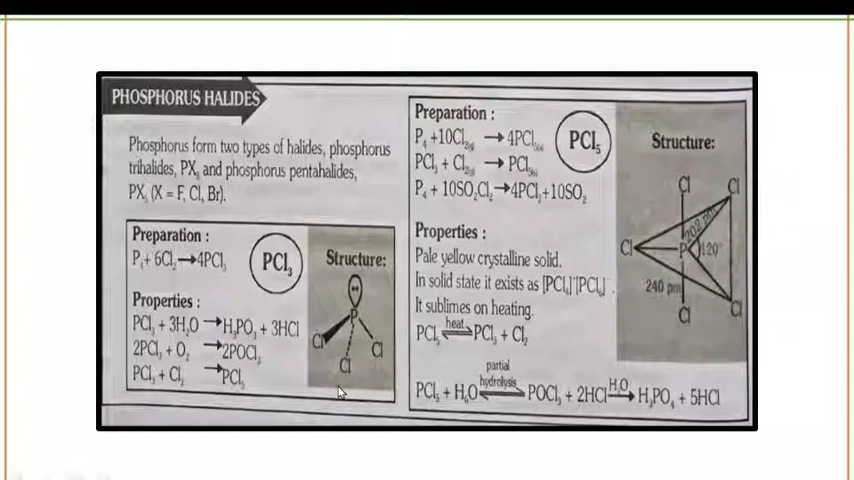 PHOSPHORUS HALIDES
Phosphorus form two types of halides, phosphorus
trihalides, PX₃ and phosphorus pentahalides,
PX₅ (X = F, Cl, Br).
Preparation :
P₄ + 6Cl₂ → 4PCl₃
PCl₃
Properties :
PCl₃ + 3H₂O → H₃PO₃ + 3HCl
2PCl₃ + O₂ → 2POCl₃
PCl₃ + Cl₂ → PCl₅
Structure:
P
Cl
Cl
Cl
Preparation :
P₄ + 10Cl₂₍g₎ → 4PCl₅₍s₎
PCl₃ + Cl₂₍g₎ → PCl₅₍s₎
P₄ + 10SO₂Cl₂ → 4PCl₅ + 10SO₂
PCl₅
Properties :
Pale yellow crystalline solid.
In solid state it exists as [PCl₄]⁺[PCl₆]⁻.
It sublimes on heating.
heat
PCl₅ ⇌ PCl₃ + Cl₂
Structure:
Cl
Cl
202 pm
Cl
P
120°
240 pm
Cl
Cl
partial
hydrolysis
H₂O
PCl₅ + H₂O ⇌ POCl₃ + 2HCl → H₃PO₄ + 5HCl